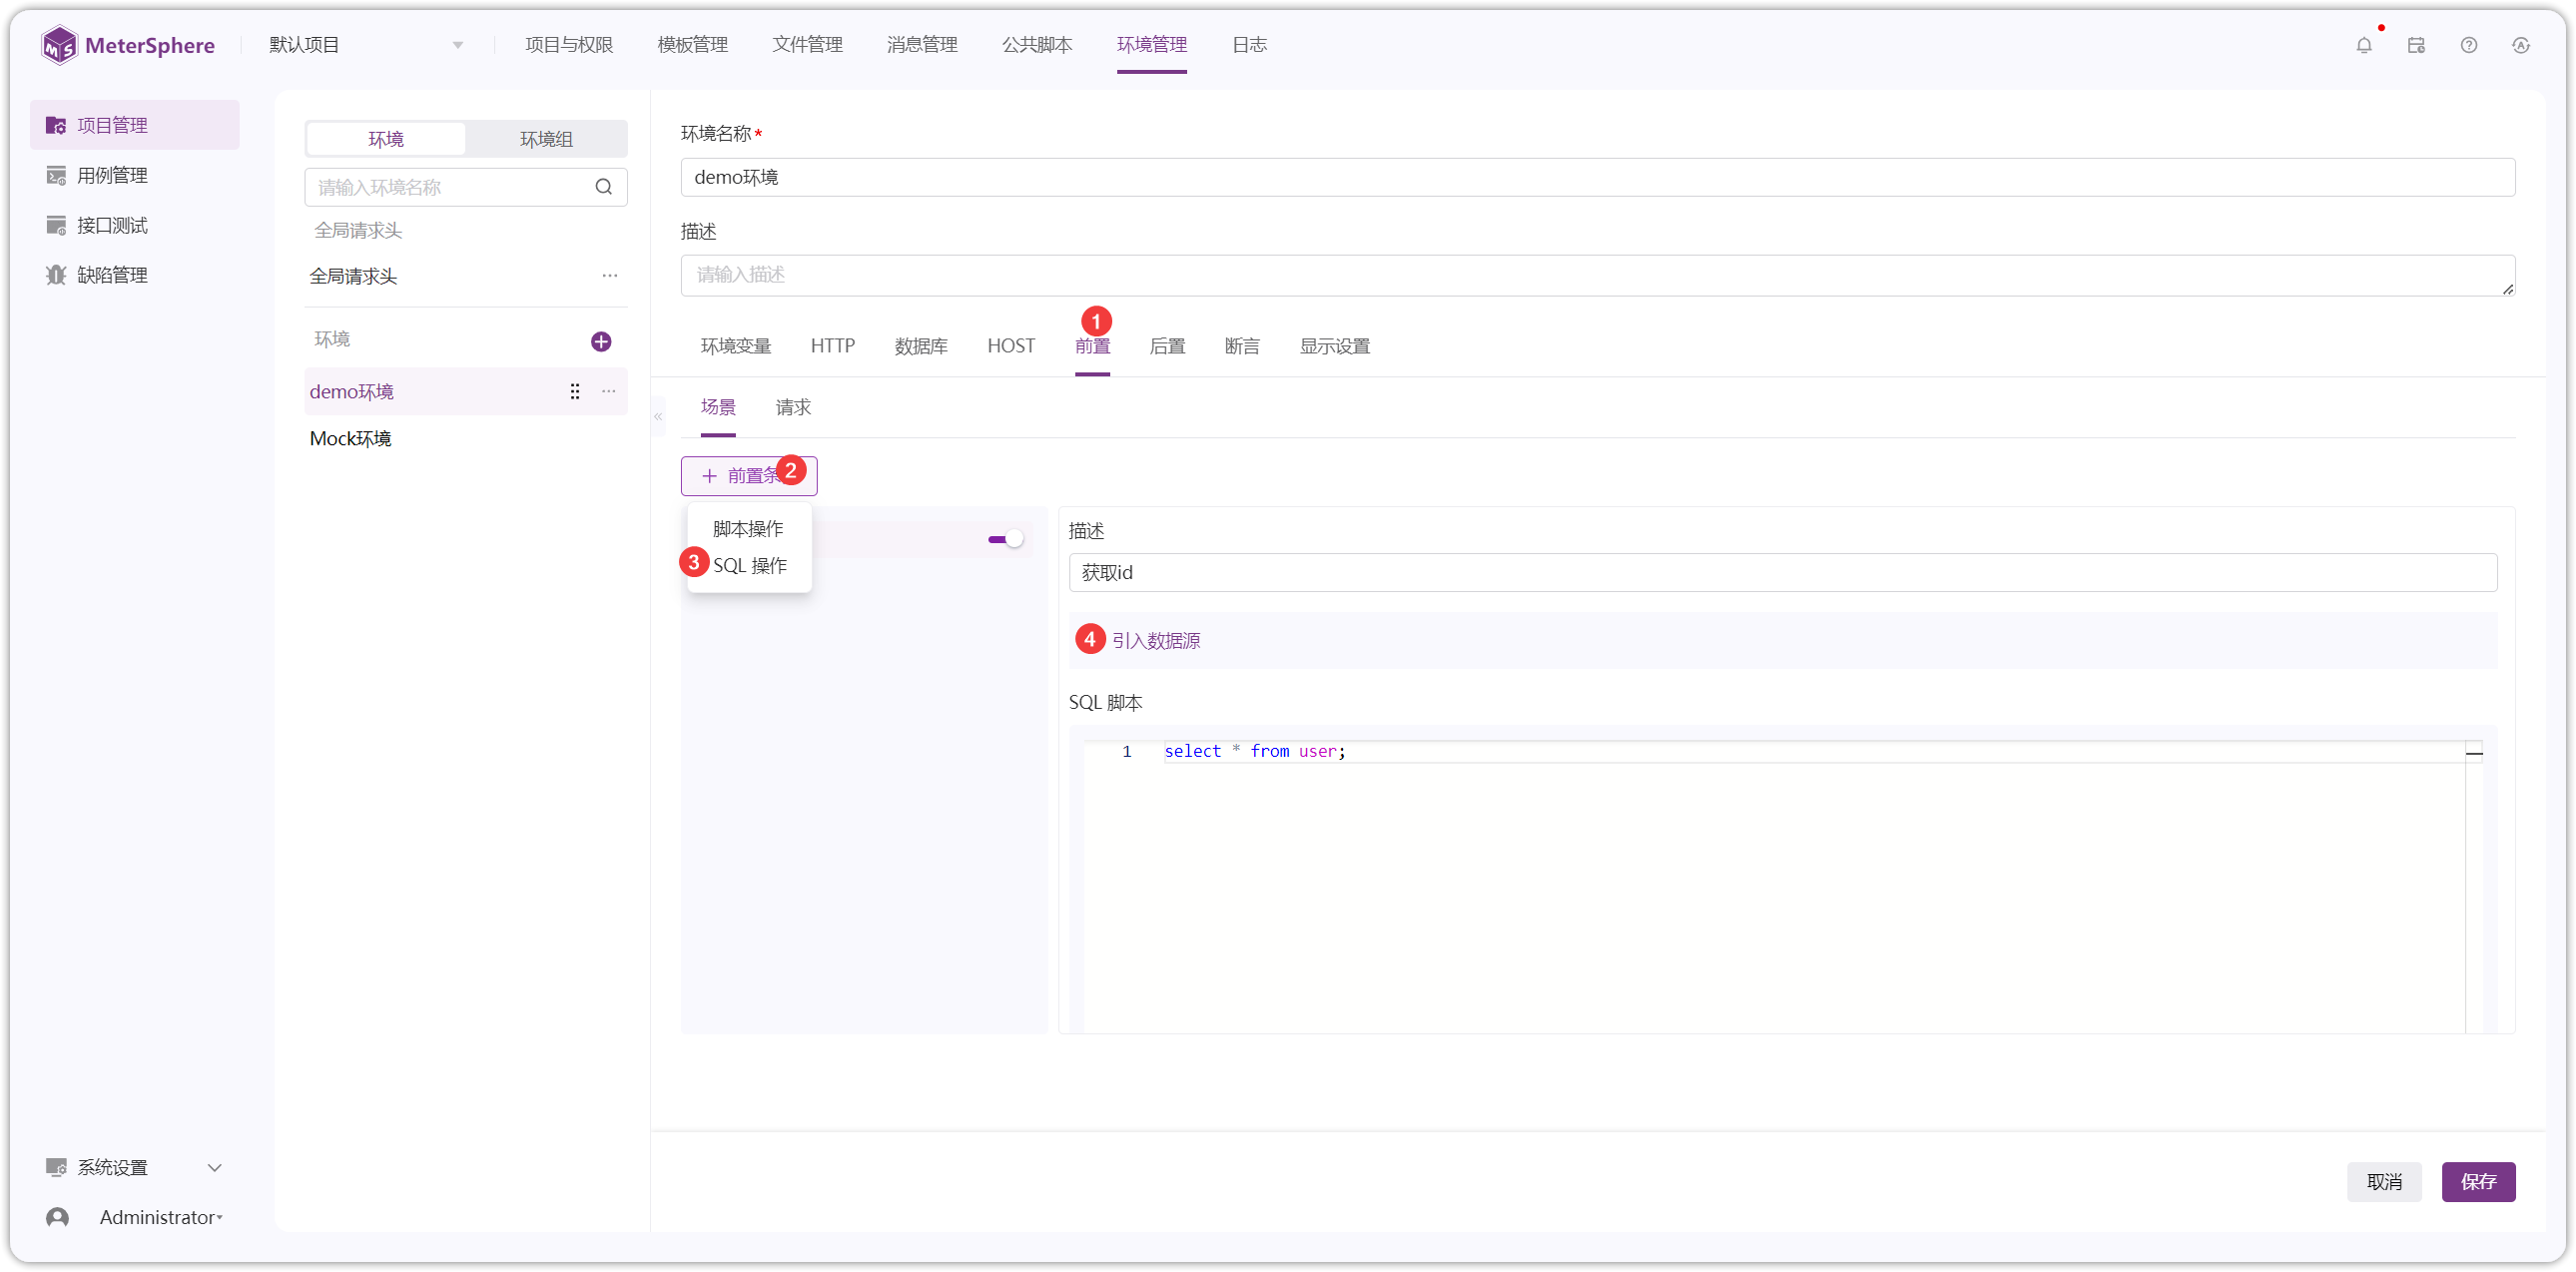 MeterSphere
默认项目
项目与权限
模板管理
文件管理
消息管理
公共脚本
环境管理
日志
项目管理
用例管理
接口测试
缺陷管理
系统设置
Administrator
环境
环境组
请输入环境名称
全局请求头
全局请求头
环境
demo环境
Mock环境
环境名称*
demo环境
描述
请输入描述
1
环境变量
HTTP
数据库
HOST
前置
后置
断言
显示设置
场景
请求
+ 前置条
2
脚本操作
3 SQL 操作
描述
获取id
4 引入数据源
SQL 脚本
1 select * from user;
取消
保存